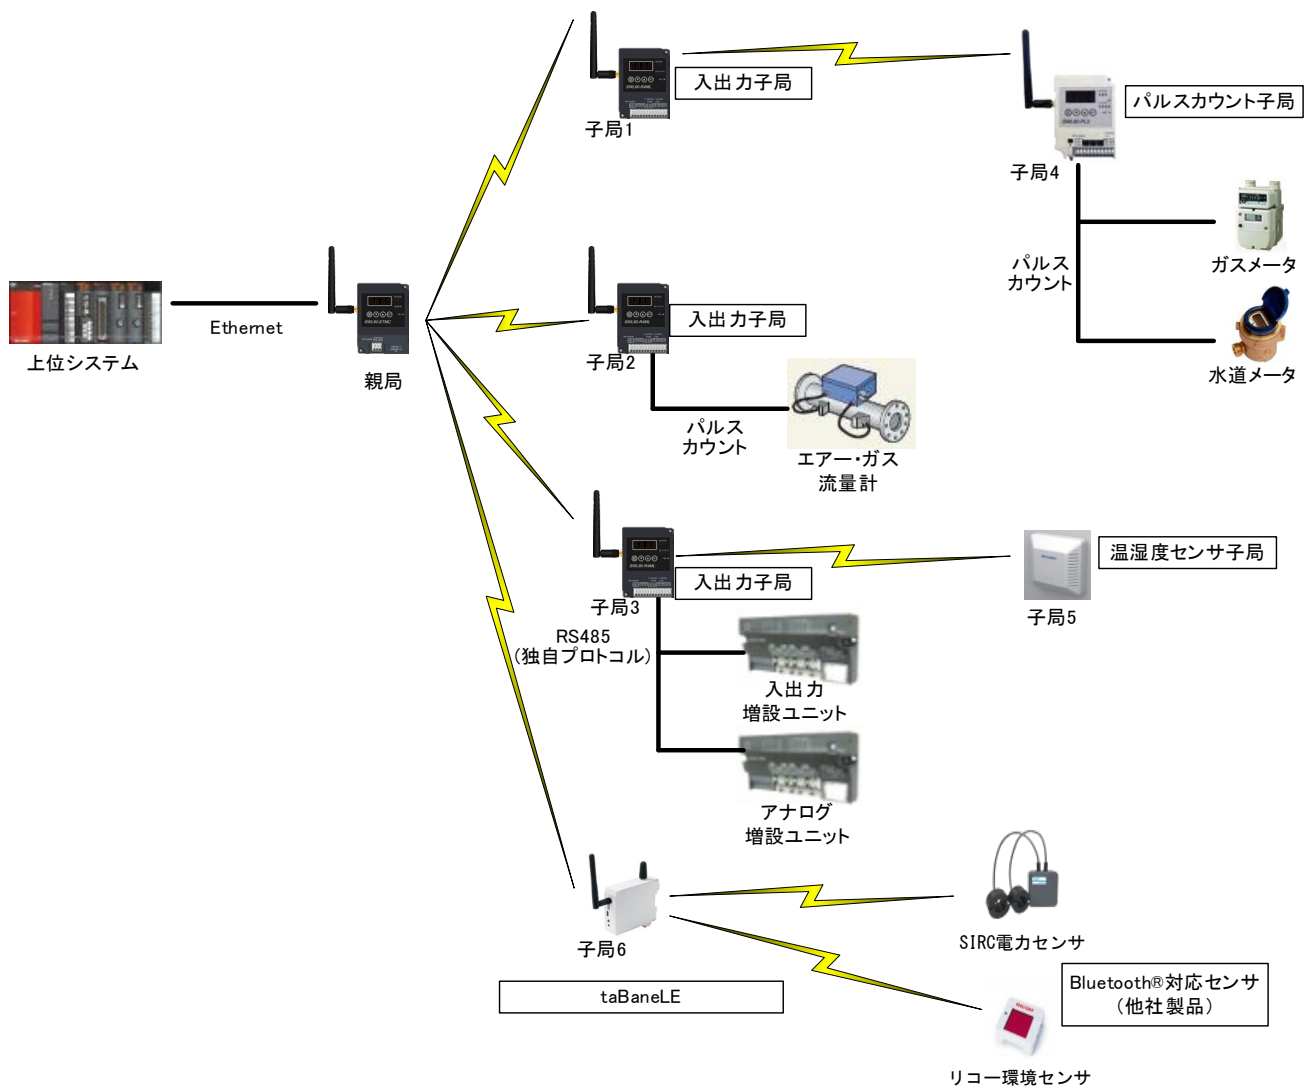 入出力子局
子局1
パルスカウント子局
子局4
パルス
カウント
ガスメータ
水道メータ
Ethernet
上位システム
親局
入出力子局
子局2
パルス
カウント
エアー・ガス
流量計
入出力子局
子局3
温湿度センサ子局
子局5
RS485
(独自プロトコル)
入出力
増設ユニット
アナログ
増設ユニット
子局6
taBaneLE
SIRC電力センサ
Bluetooth®対応センサ
(他社製品)
リコー環境センサ